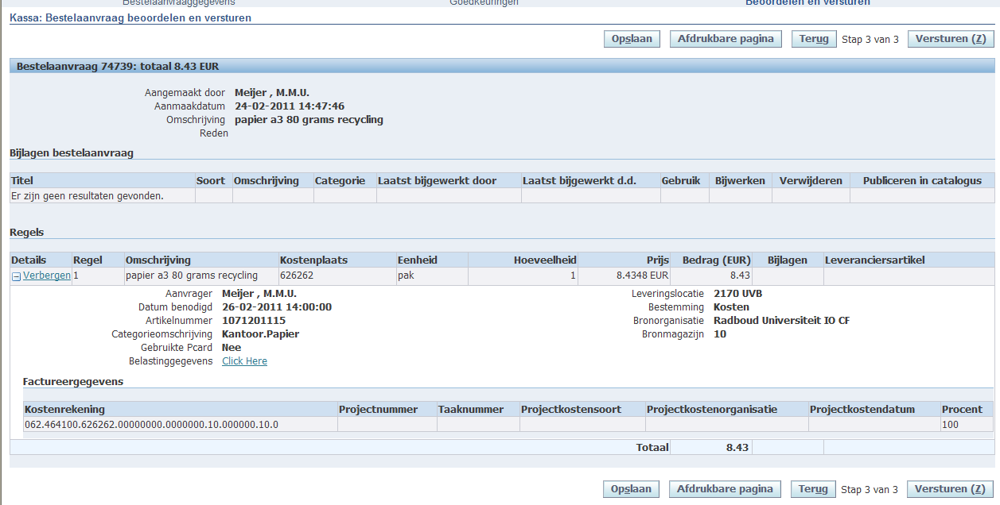 Bestelaanvraaggegevens Goedkeuringen Beoordelen en versturen
Kassa: Bestelaanvraag beoordelen en versturen
Opslaan Afdrukbare pagina Terug Stap 3 van 3 Versturen (Z)
Bestelaanvraag 74739: totaal 8.43 EUR
Aangemaakt door Meijer , M.M.U.
Aanmaakdatum 24-02-2011 14:47:46
Omschrijving papier a3 80 grams recycling
Reden
Bijlagen bestelaanvraag
Titel Soort Omschrijving Categorie Laatst bijgewerkt door Laatst bijgewerkt d.d. Gebruik Bijwerken Verwijderen Publiceren in catalogus
Er zijn geen resultaten gevonden.
Regels
Details Regel Omschrijving Kostenplaats Eenheid Hoeveelheid Prijs Bedrag (EUR) Bijlagen Leveranciersartikel
Verbergen 1 papier a3 80 grams recycling 626262 pak 1 8.4348 EUR 8.43
Aanvrager Meijer , M.M.U. Leveringslocatie 2170 UVB
Datum benodigd 26-02-2011 14:00:00 Bestemming Kosten
Artikelnummer 1071201115 Bronorganisatie Radboud Universiteit IO CF
Categorieomschrijving Kantoor.Papier Bronmagazijn 10
Gebruikte Pcard Nee
Belastinggegevens Click Here
Factureergegevens
Kostenrekening Projectnummer Taaknummer Projectkostensoort Projectkostenorganisatie Projectkostendatum Procent
062.464100.626262.00000000.0000000.10.000000.10.0 100
Totaal 8.43
Opslaan Afdrukbare pagina Terug Stap 3 van 3 Versturen (Z)